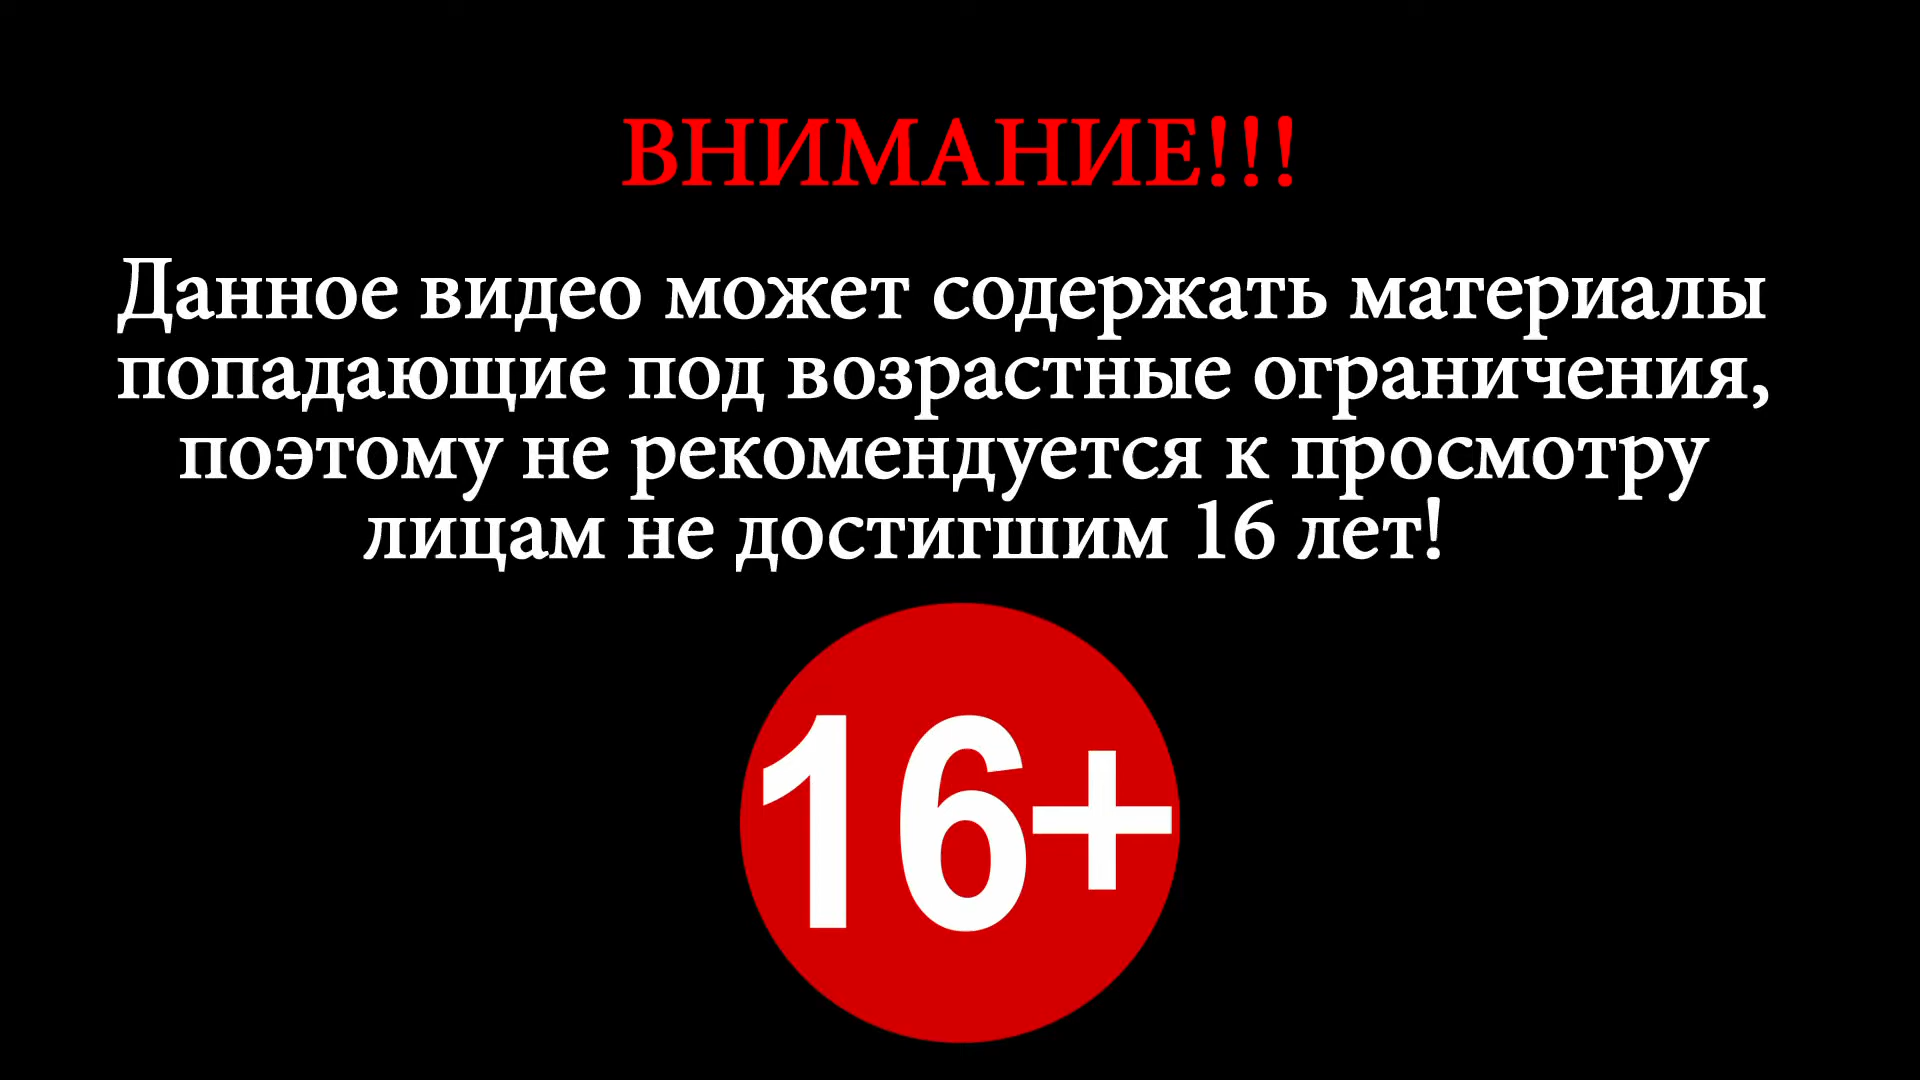 ВНИМАНИЕ!!!
Данное видео может содержать материалы
попадающие под возрастные ограничения,
поэтому не рекомендуется к просмотру
лицам не достигшим 16 лет!
16+